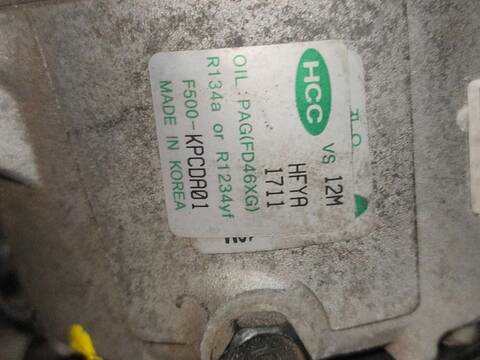 HCC VS 12M
HFYA
1711
OIL: PAG(FD46XG)
R134a or R1234yf
F500-KPCDA01
MADE IN KOREA